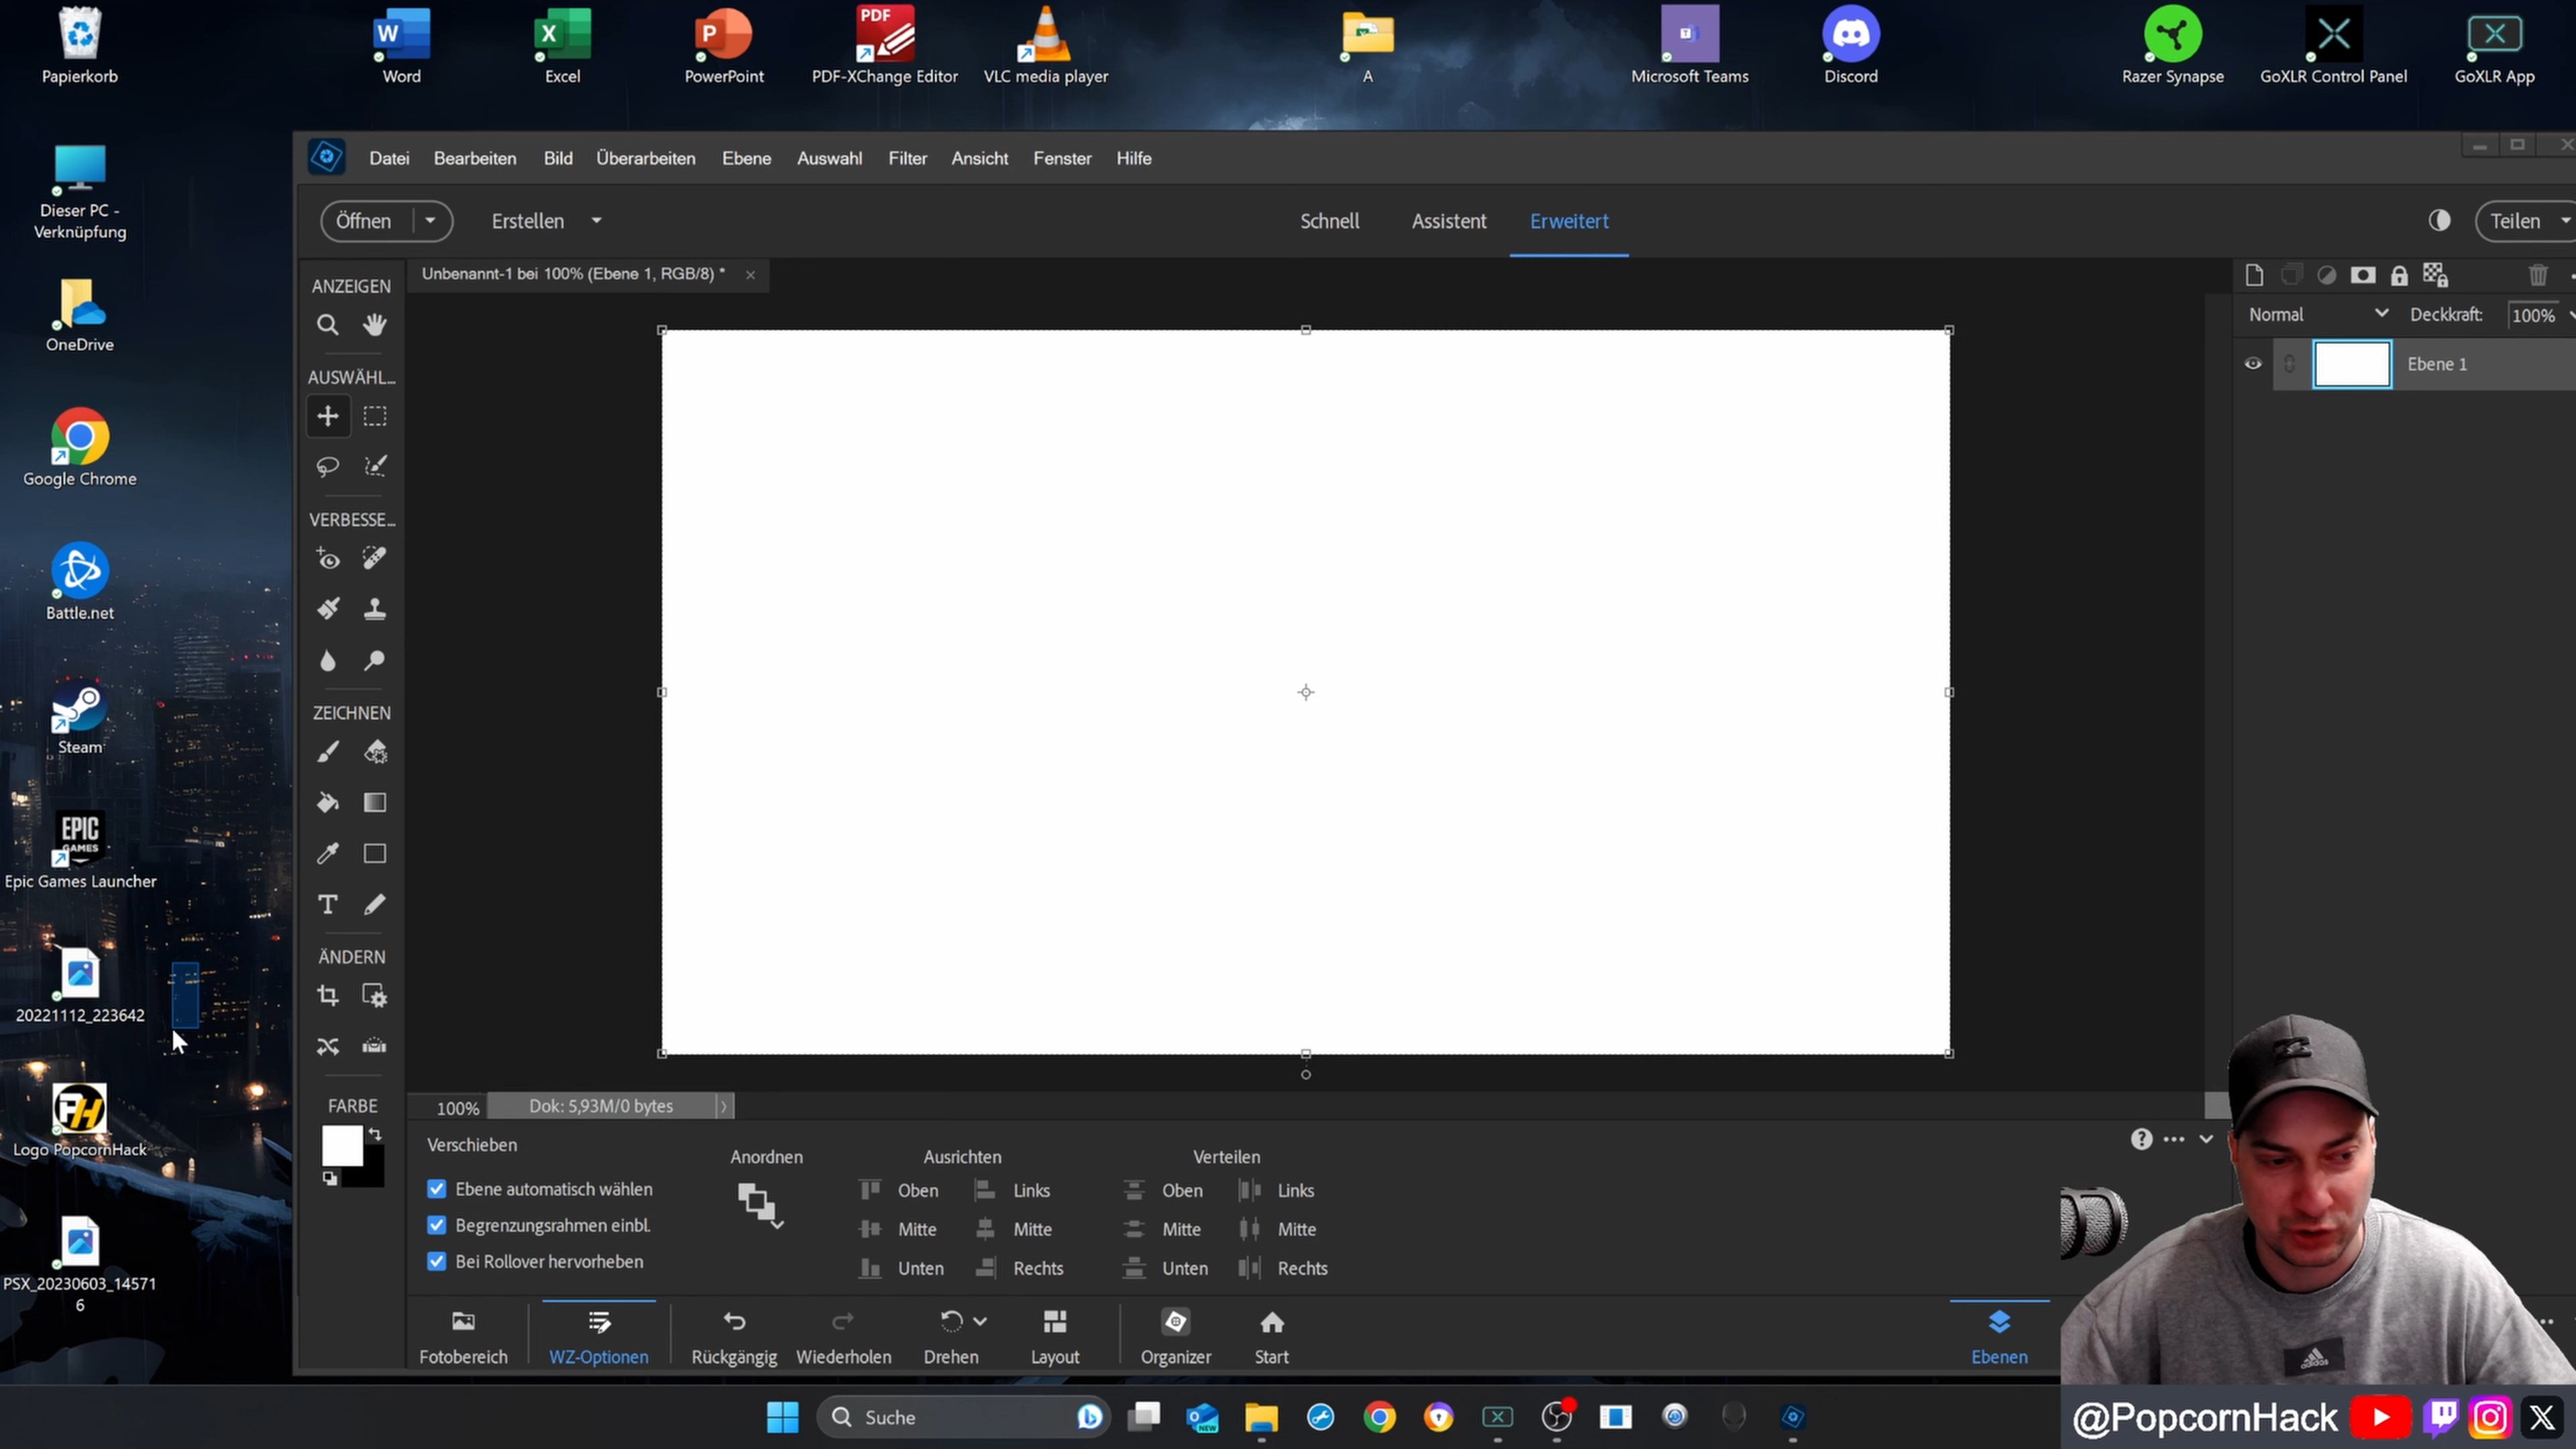 Papierkorb
Word
Excel
PowerPoint
PDF
PDF-XChange Editor
VLC media player
A
Microsoft Teams
Discord
Razer Synapse
GoXLR Control Panel
GoXLR App
Dieser PC -
Verknüpfung
OneDrive
Google Chrome
Battle.net
Steam
EPIC
GAMES
Epic Games Launcher
20221112_223642
PH
Logo PopcornHack
PSX_20230603_14571
6
Datei Bearbeiten Bild Überarbeiten Ebene Auswahl Filter Ansicht Fenster Hilfe
Öffnen Erstellen Schnell Assistent Erweitert Teilen
Unbenannt-1 bei 100% (Ebene 1, RGB/8) *
ANZEIGEN
AUSWÄHL...
VERBESSE...
ZEICHNEN
ÄNDERN
FARBE
Normal Deckkraft: 100%
Ebene 1
100% Dok: 5,93M/0 bytes
Verschieben
Ebene automatisch wählen
Begrenzungsrahmen einbl.
Bei Rollover hervorheben
Anordnen
Ausrichten
Oben Links
Mitte Mitte
Unten Rechts
Verteilen
Oben Links
Mitte Mitte
Unten Rechts
Fotobereich WZ-Optionen Rückgängig Wiederholen Drehen Layout Organizer Start Ebenen
adidas
Suche
NEW
@PopcornHack